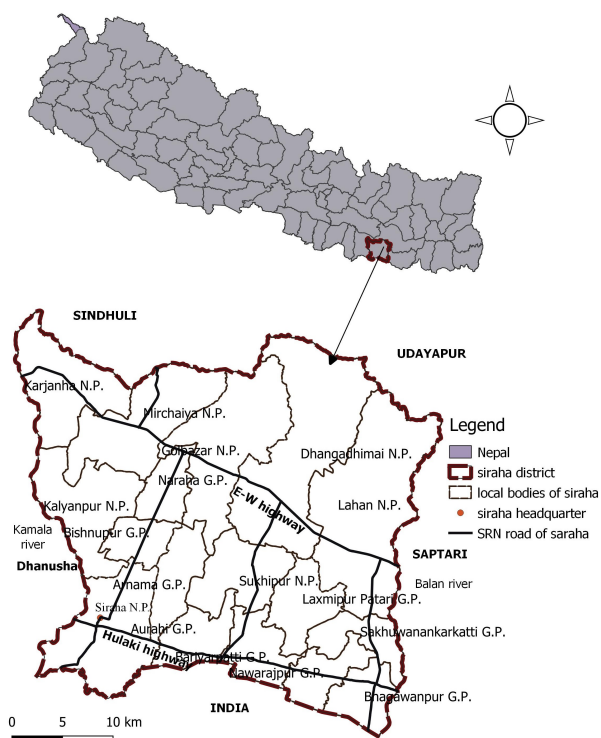 SINDHULI
UDAYAPUR
Karjanha N.P.
Mirchaiya N.P.
Golbazar N.P.
Dhangadhimai N.P.
Naraha G.P.
E-W highway
Lahan N.P.
Kalyanpur N.P.
Bishnupur G.P.
Kamala
river
SAPTARI
Dhanusha
Sukhipur N.P.
Balan river
Arnama G.P.
Laxmipur Patari G.P.
Siraha N.P.
Aurahi G.P.
Sakhuwanankarkatti G.P.
Hulaki highway
Bariyarpatti G.P.
Nawarajpur G.P.
Bhagawanpur G.P.
INDIA
0 5 10 km
Legend
Nepal
siraha district
local bodies of siraha
siraha headquarter
SRN road of saraha